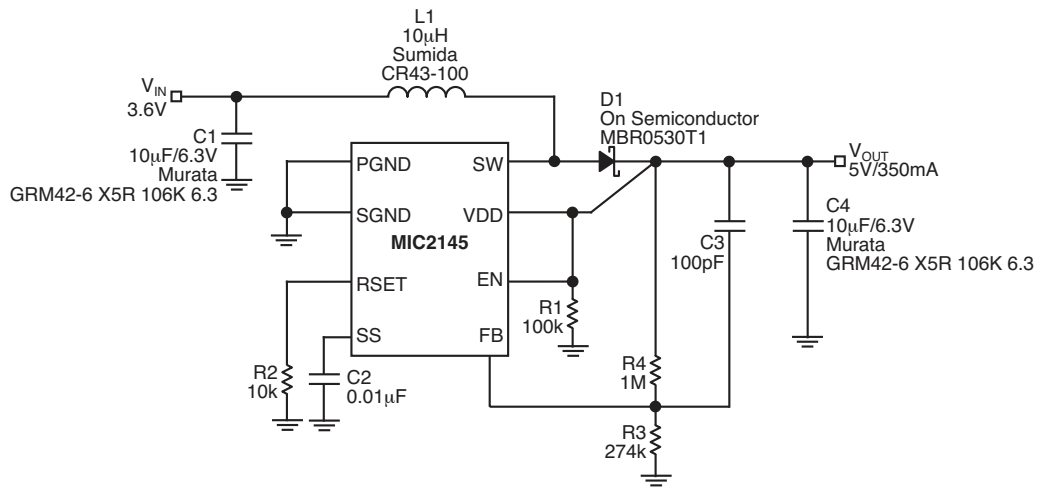 L1
10µH
Sumida
CR43-100
VIN
3.6V
C1
10µF/6.3V
Murata
GRM42-6 X5R 106K 6.3
D1
On Semiconductor
MBR0530T1
VOUT
5V/350mA
PGND
SW
SGND
VDD
MIC2145
RSET
EN
SS
FB
C4
10µF/6.3V
Murata
GRM42-6 X5R 106K 6.3
C3
100pF
R1
100k
R2
10k
C2
0.01µF
R4
1M
R3
274k